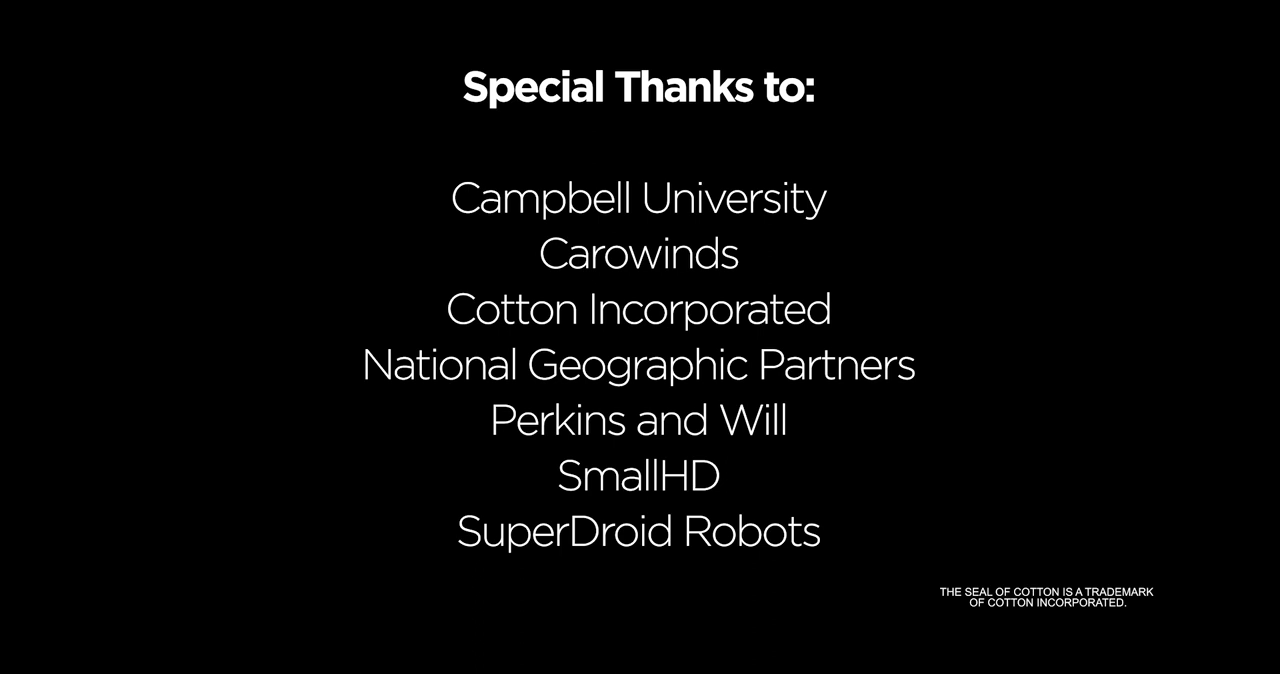 Special Thanks to:
Campbell University
Carowinds
Cotton Incorporated
National Geographic Partners
Perkins and Will
SmallHD
SuperDroid Robots
THE SEAL OF COTTON IS A TRADEMARK
OF COTTON INCORPORATED.